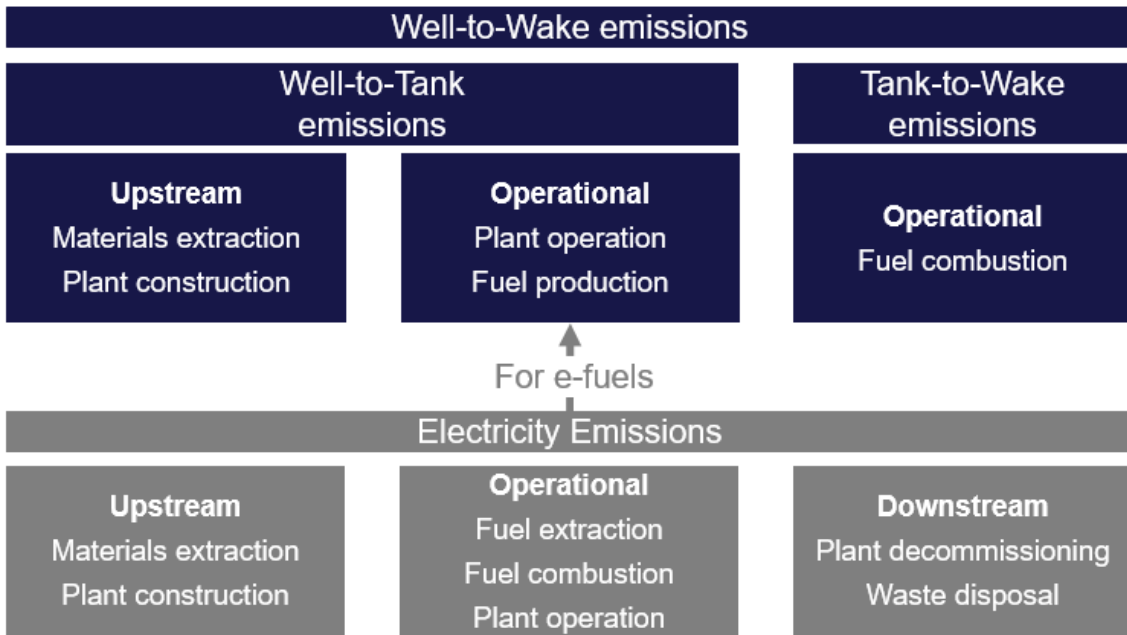 Well-to-Wake emissions
Well-to-Tank
emissions
Tank-to-Wake
emissions
Upstream
Materials extraction
Plant construction
Operational
Plant operation
Fuel production
Operational
Fuel combustion
For e-fuels
Electricity Emissions
Upstream
Materials extraction
Plant construction
Operational
Fuel extraction
Fuel combustion
Plant operation
Downstream
Plant decommissioning
Waste disposal